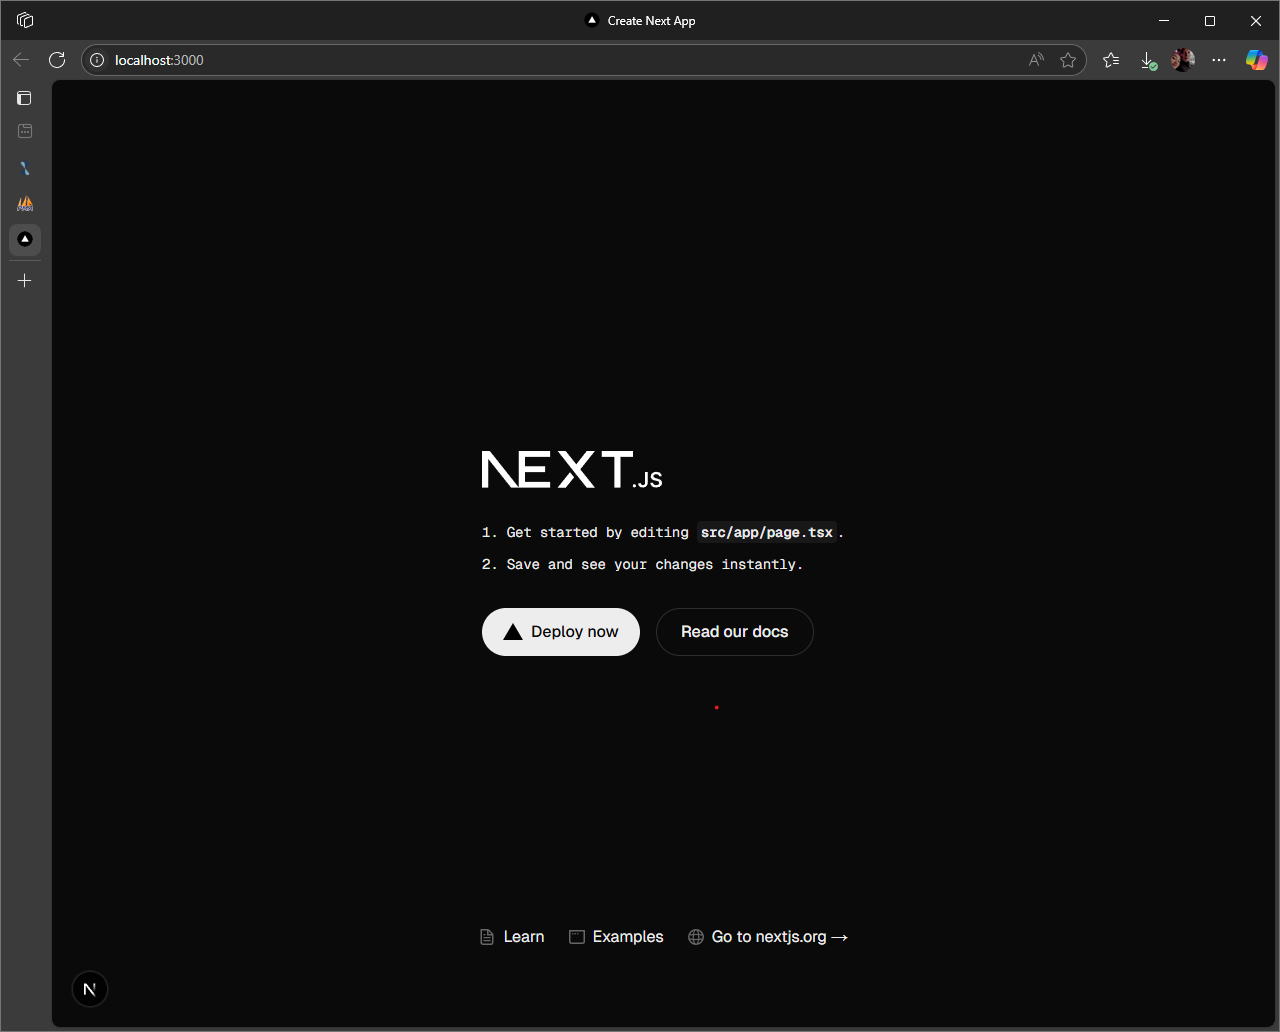 Create Next App
localhost:3000
NEXT.JS
1. Get started by editing src/app/page.tsx.
2. Save and see your changes instantly.
Deploy now
Read our docs
Learn
Examples
Go to nextjs.org →
N